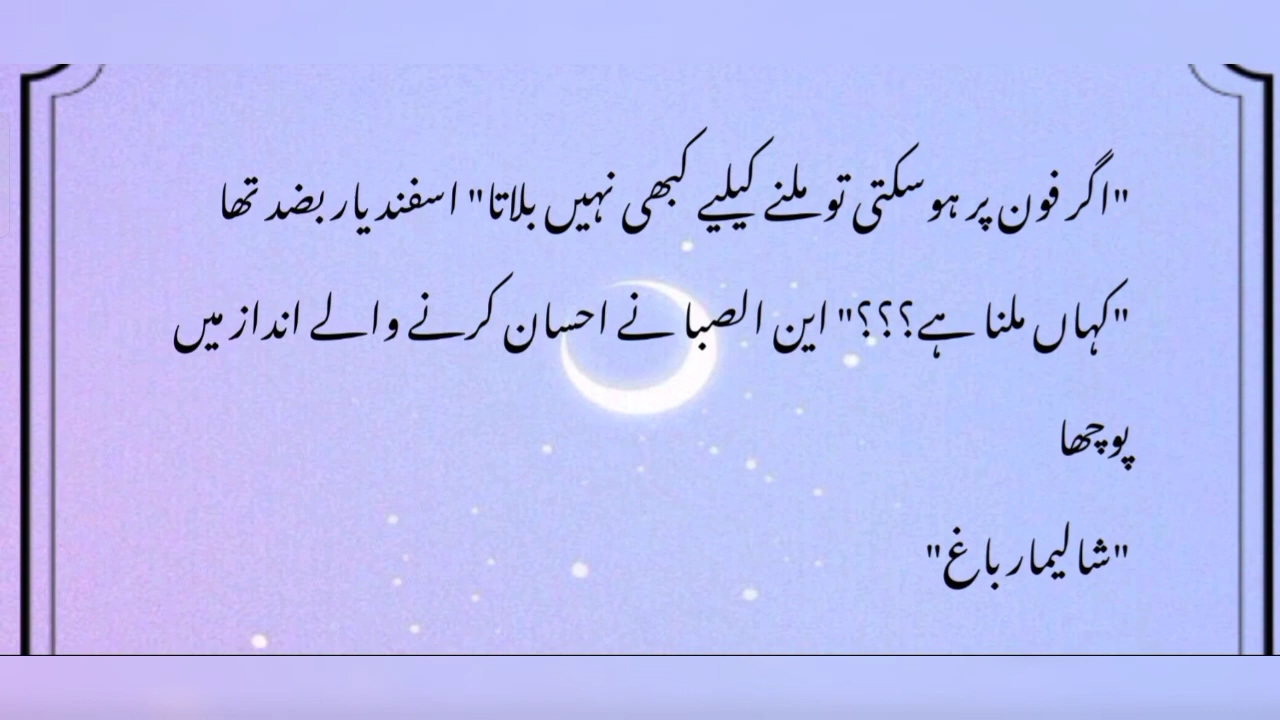 "اگر فون پر ہو سکتی تو ملنے کیلیے کبھی نہیں بلاتا" اسفندیار بضد تھا
"کہاں ملنا ہے؟؟؟" این الصبا نے احسان کرنے والے انداز میں
پوچھا
"شالیمار باغ"